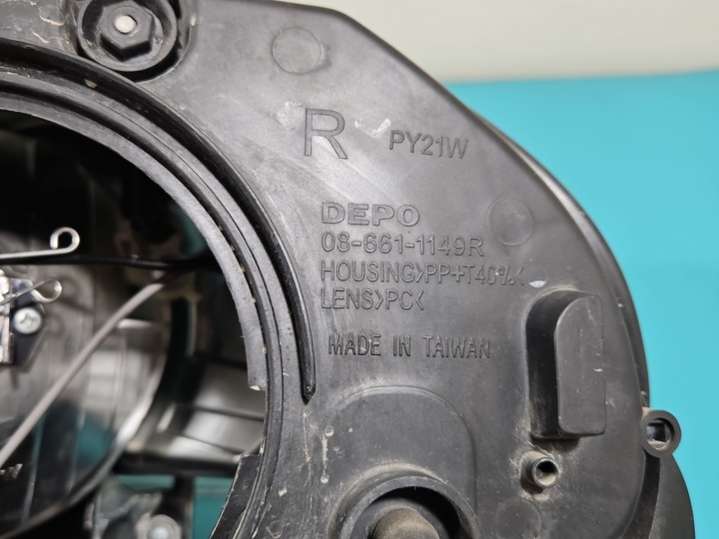 R
PY21W
DEPO
08-661-1149R
HOUSING>PP+T40%<
LENS>PC<
MADE IN TAIWAN